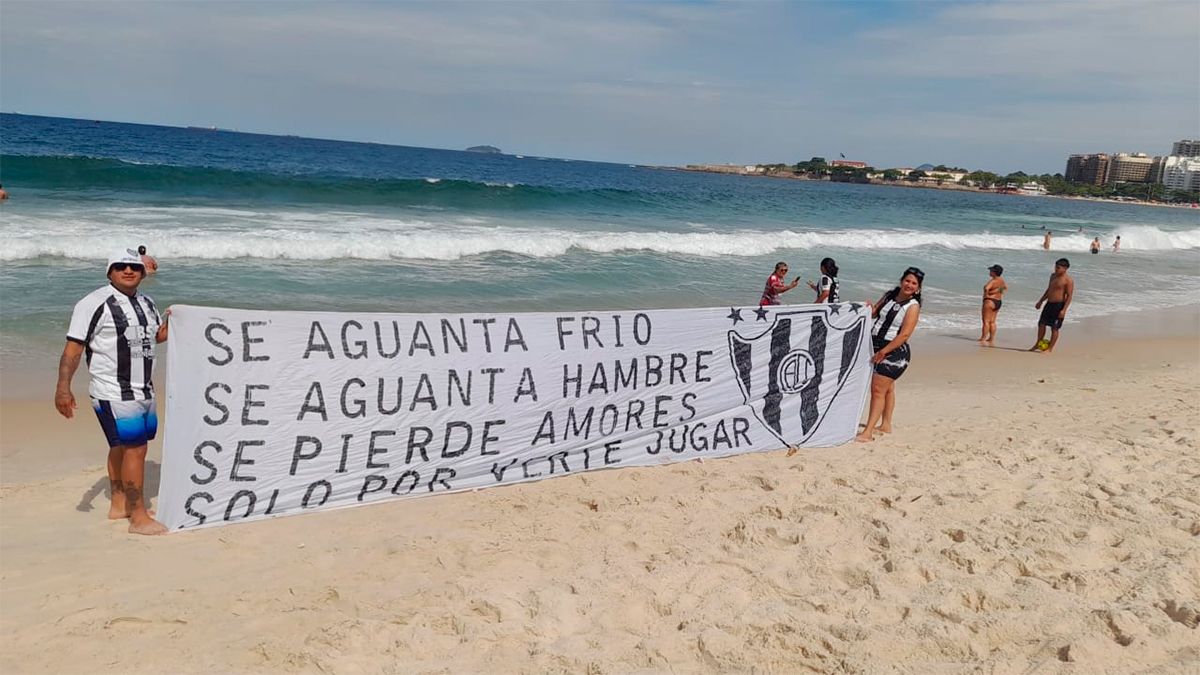 SE AGUANTA FRIO
SE AGUANTA HAMBRE
SE PIERDE AMORES
SOLO POR VERTE JUGAR